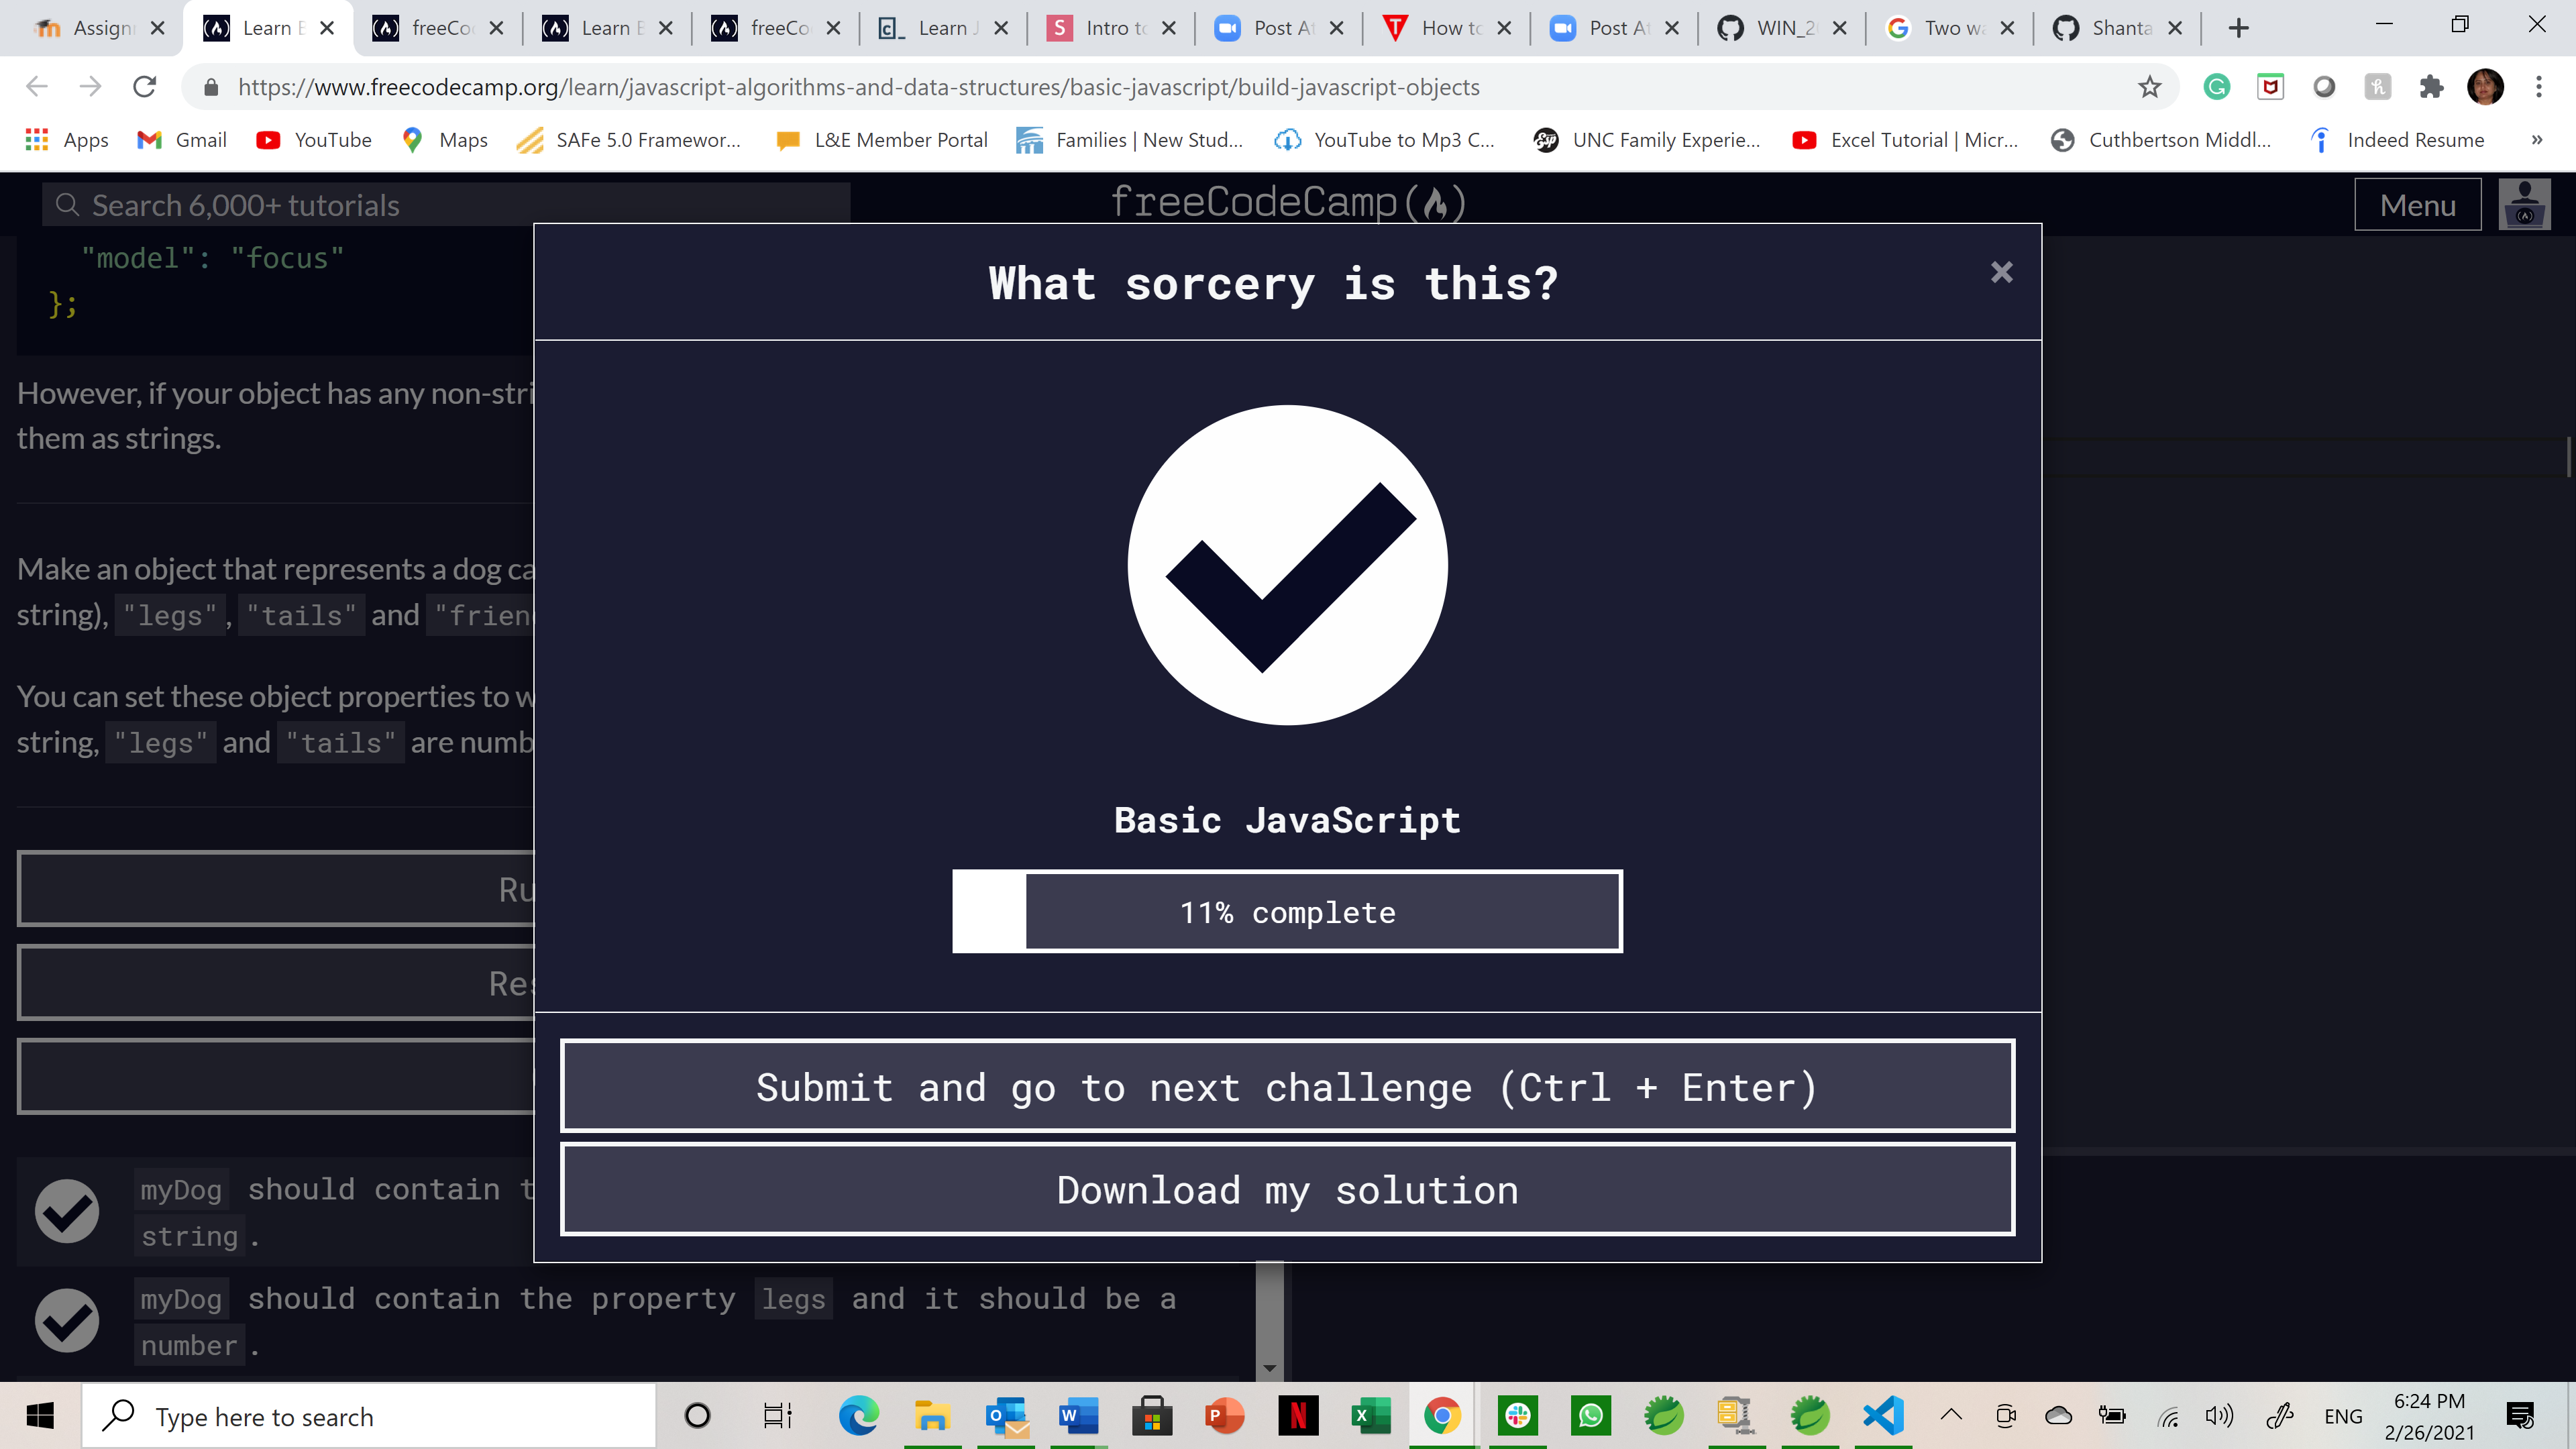 Assignr
Learn B
freeCo
Learn B
freeCo
Learn J
Intro to
Post At
How to
Post At
WIN_2
Two wa
Shanta
https://www.freecodecamp.org/learn/javascript-algorithms-and-data-structures/basic-javascript/build-javascript-objects
Apps
Gmail
YouTube
Maps
SAFe 5.0 Framewor...
L&E Member Portal
Families | New Stud...
YouTube to Mp3 C...
UNC Family Experie...
Excel Tutorial | Micr...
Cuthbertson Middl...
Indeed Resume
»
Search 6,000+ tutorials
freeCodeCamp
Menu
"model": "focus"
};
However, if your object has any non-stri
them as strings.
Make an object that represents a dog ca
string), "legs", "tails" and "frien
You can set these object properties to w
string, "legs" and "tails" are numb
Ru
Res
What sorcery is this?
×
Basic JavaScript
11% complete
Submit and go to next challenge (Ctrl + Enter)
Download my solution
myDog should contain t
string.
myDog should contain the property legs and it should be a
number.
Type here to search
ENG
6:24 PM
2/26/2021